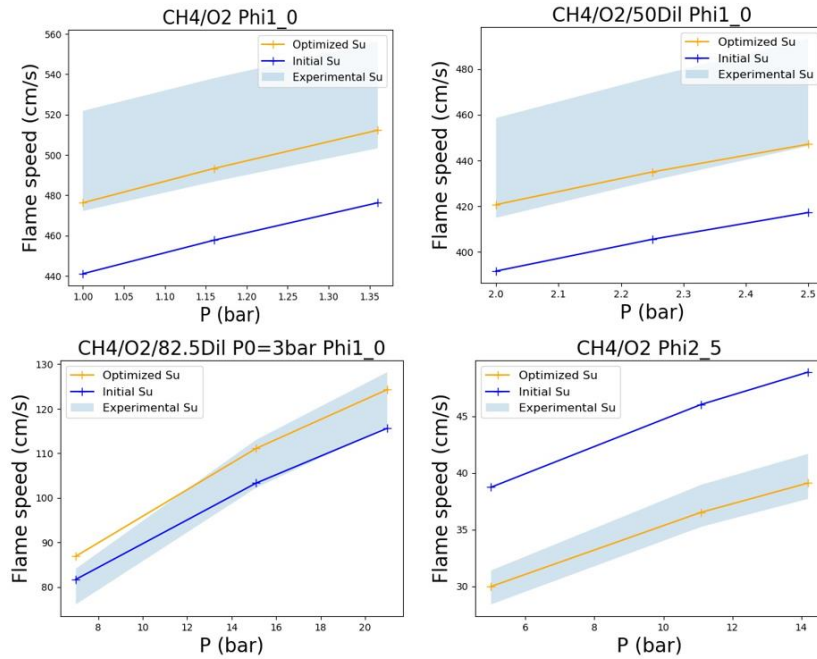 CH4/O2 Phi1_0
560
540
520
500
480
460
440
Flame speed (cm/s)
Optimized Su
Initial Su
Experimental Su
1.00 1.05 1.10 1.15 1.20 1.25 1.30 1.35
P (bar)
CH4/O2/50Dil Phi1_0
480
460
440
420
400
Flame speed (cm/s)
Optimized Su
Initial Su
Experimental Su
2.0 2.1 2.2 2.3 2.4 2.5
P (bar)
CH4/O2/82.5Dil P0=3bar Phi1_0
130
120
110
100
90
80
Flame speed (cm/s)
Optimized Su
Initial Su
Experimental Su
8 10 12 14 16 18 20
P (bar)
CH4/O2 Phi2_5
45
40
35
30
Flame speed (cm/s)
Optimized Su
Initial Su
Experimental Su
6 8 10 12 14
P (bar)